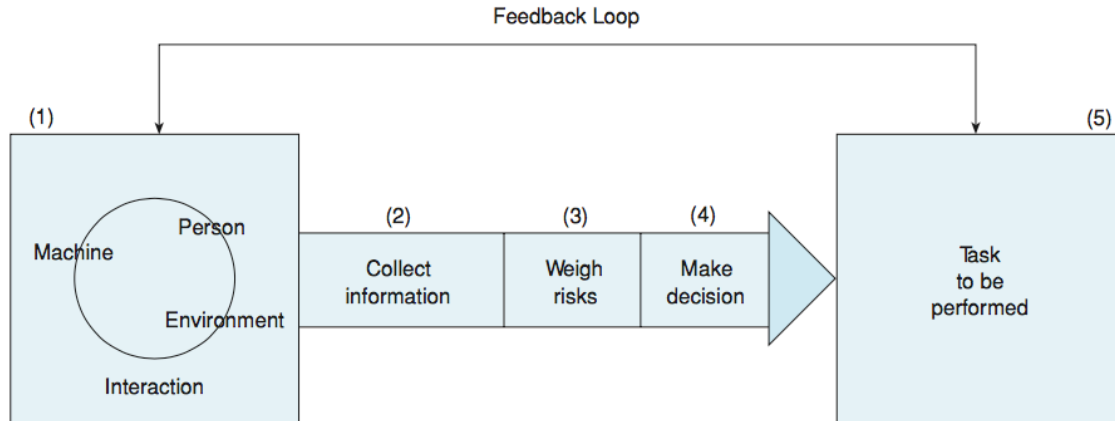 Feedback Loop
(1)
(5)
(2)
(3)
(4)
Person
Machine
Environment
Interaction
Collect
information
Weigh
risks
Make
decision
Task
to be
performed